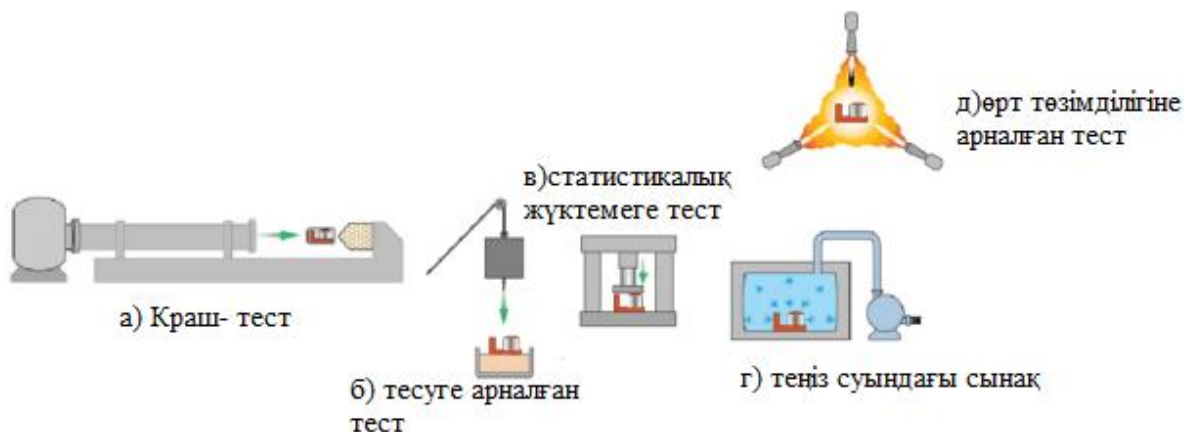 а) Краш- тест
б) тесуге арналған
тест
в)статистикалық
жүктемеге тест
г) теңіз суындағы сынақ
д)өрт төзімділігіне
арналған тест